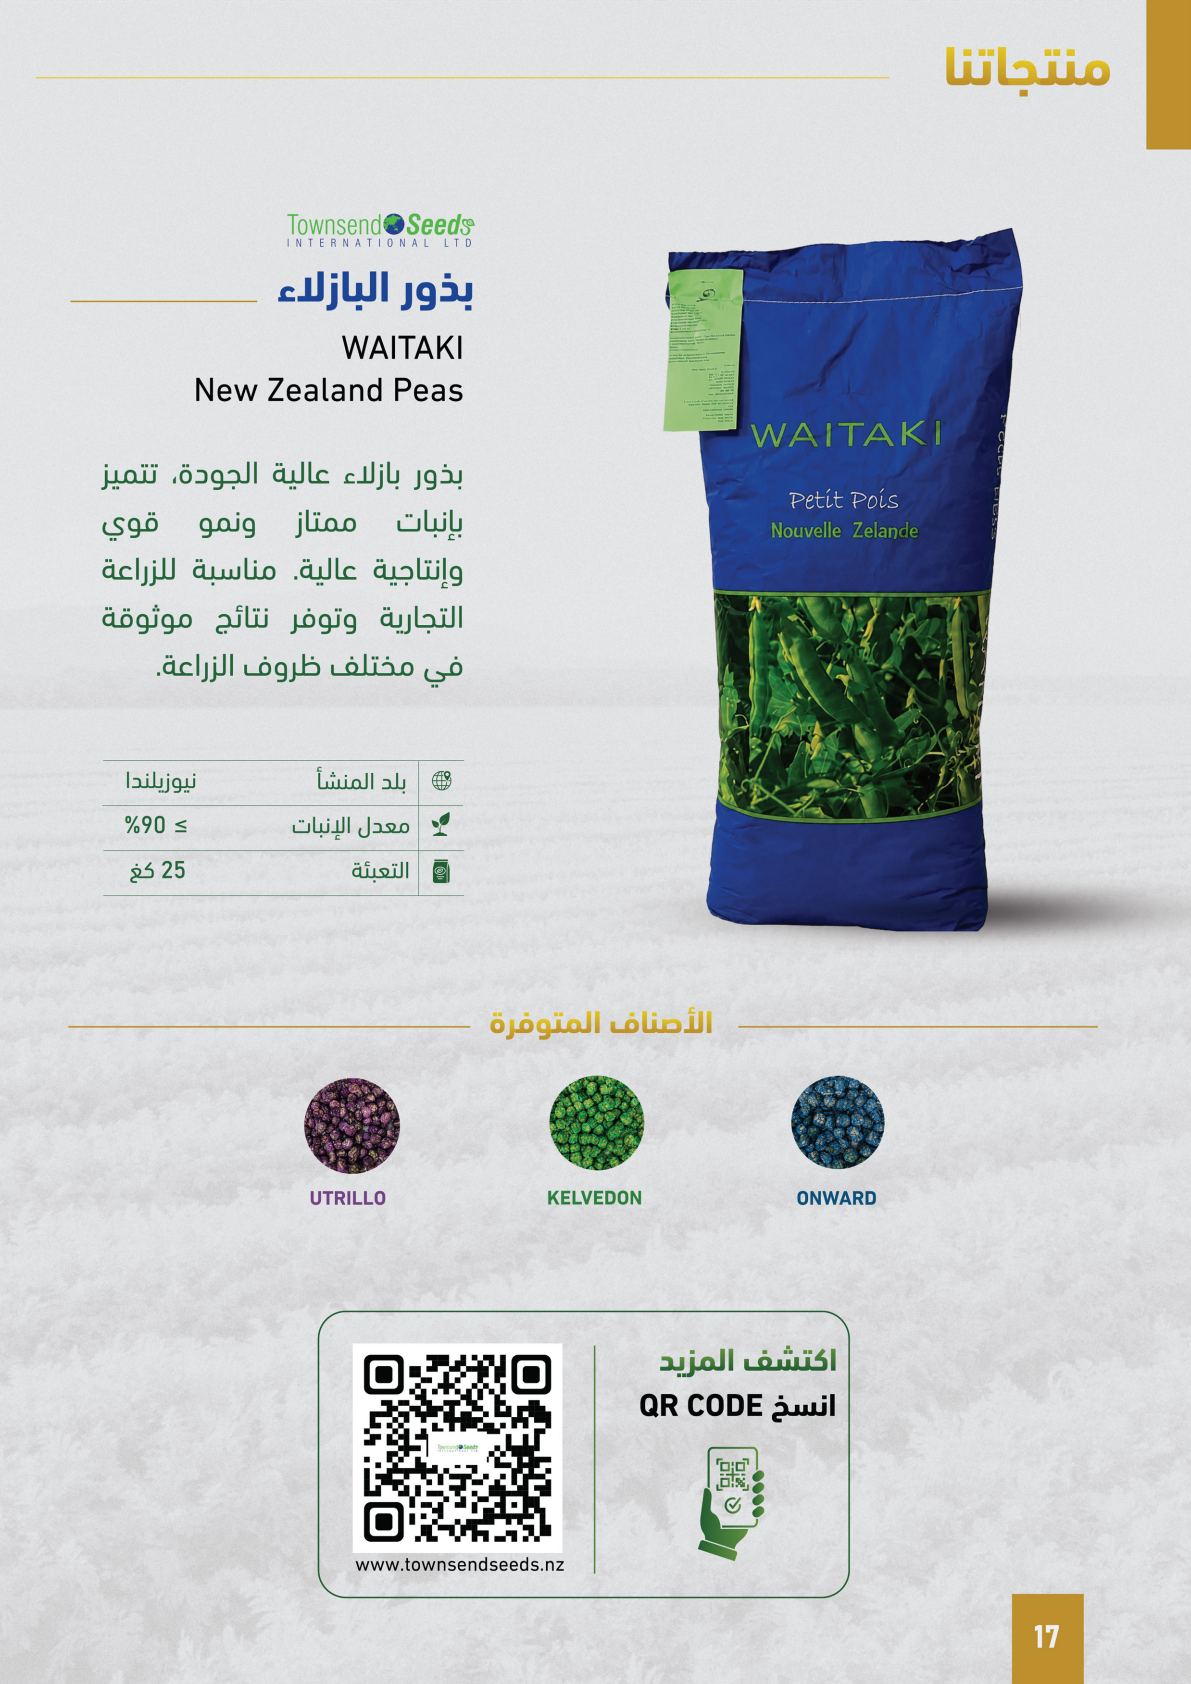 منتجاتنا
Townsend Seeds
INTERNATIONAL LTD
بذور البازلاء
WAITAKI
New Zealand Peas
بذور بازلاء عالية الجودة، تتميز
بإنبات ممتاز ونمو قوي
وإنتاجية عالية. مناسبة للزراعة
التجارية وتوفر نتائج موثوقة
في مختلف ظروف الزراعة.
بلد المنشأ نيوزيلندا
معدل الإنبات ≥ 90%
التعبئة 25 كغ
WAITAKI
Petit Pois
Nouvelle Zelande
الأصناف المتوفرة
UTRILLO
KELVEDON
ONWARD
اكتشف المزيد
انسخ QR CODE
Townsend Seeds
www.townsendseeds.nz
17